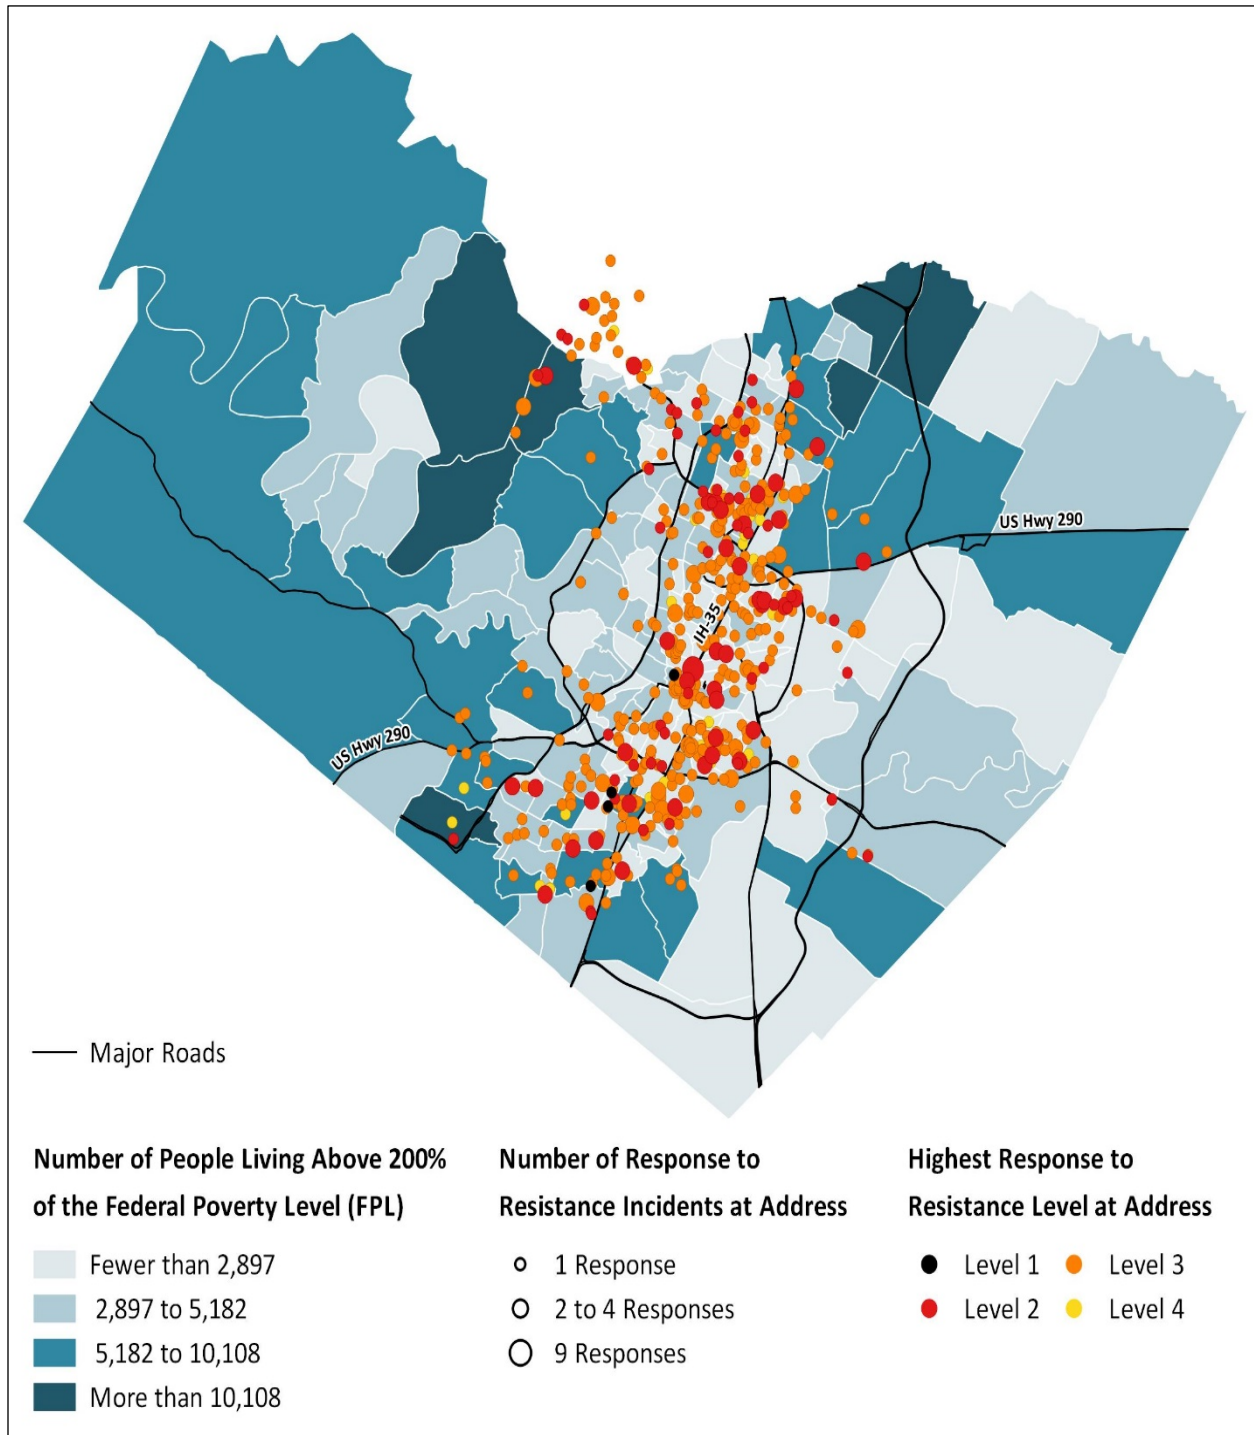 US Hwy 290
IH-35
US Hwy 290
Major Roads
Number of People Living Above 200%
of the Federal Poverty Level (FPL)
Fewer than 2,897
2,897 to 5,182
5,182 to 10,108
More than 10,108
Number of Response to
Resistance Incidents at Address
1 Response
2 to 4 Responses
9 Responses
Highest Response to
Resistance Level at Address
Level 1
Level 3
Level 2
Level 4